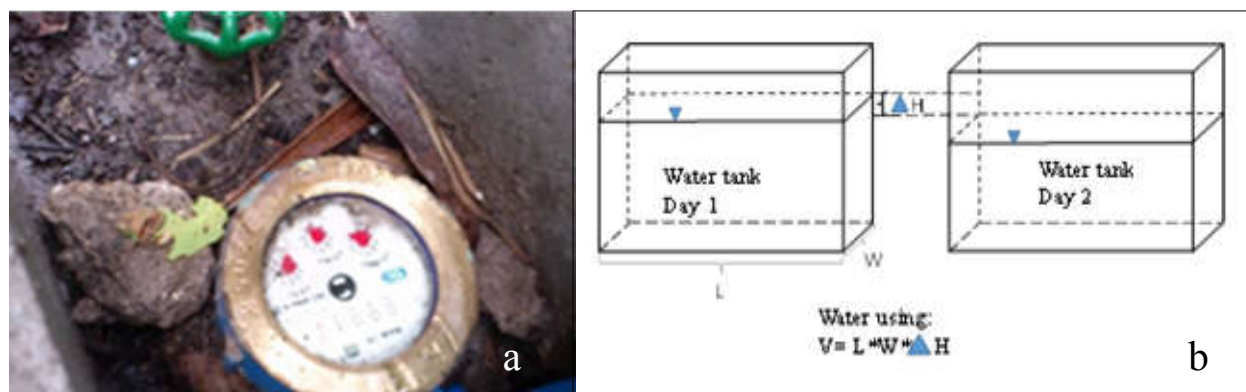 a
H
Water tank
Day 1
Water tank
Day 2
W
L
Water using:
V= L *W* H
b